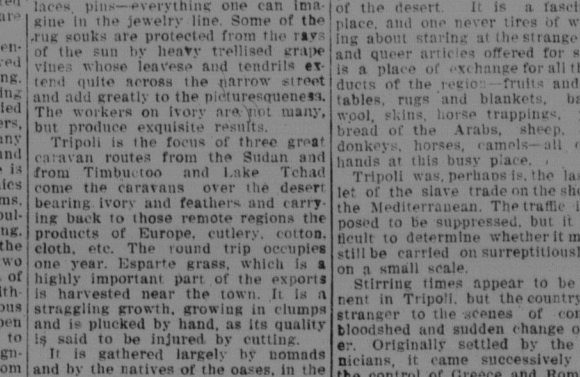 laces, pins—everything one can ima-
gine in the jewelry line. Some of the
rug souks are protected from the rays
of the sun by heavy trellised grape
vines whose leavese and tendrils ex-
tend quite across the narrow street
and add greatly to the picturesqueness.
The workers on ivory are not many,
but produce exquisite results.
Tripoli is the focus of three great
caravan routes from the Sudan and
from Timbuctoo and Lake Tchad
come the caravans over the desert
bearing ivory and feathers and carry-
ing back to those remote regions the
products of Europe, cutlery, cotton,
cloth, etc. The round trip occupies
one year. Esparte grass, which is a
highly important part of the exports
is harvested near the town. It is a
straggling growth, growing in clumps
and is plucked by hand, as its quality
is said to be injured by cutting.
It is gathered largely by nomads
and by the natives of the oases, in the
of the desert. It is a fasci
place, and one never tires of w
ing about staring at the strange
and queer articles offered for s
is a place of exchange for all t
ducts of the region—fruits and
tables, rugs and blankets, b
wool, skins, horse trappings,
bread of the Arabs, sheep,
donkeys, horses, camels—all
hands at this busy place.
Tripoli was, perhaps is, the la
let of the slave trade on the sh
the Mediterranean. The traffic i
posed to be suppressed, but it
ficult to determine whether it m
still be carried on surreptitious
on a small scale.
Stirring times appear to be
nent in Tripoli, but the country
stranger to the scenes of co
bloodshed and sudden change o
er. Originally settled by the
nicians, it came successively
the control of Greece and Rom